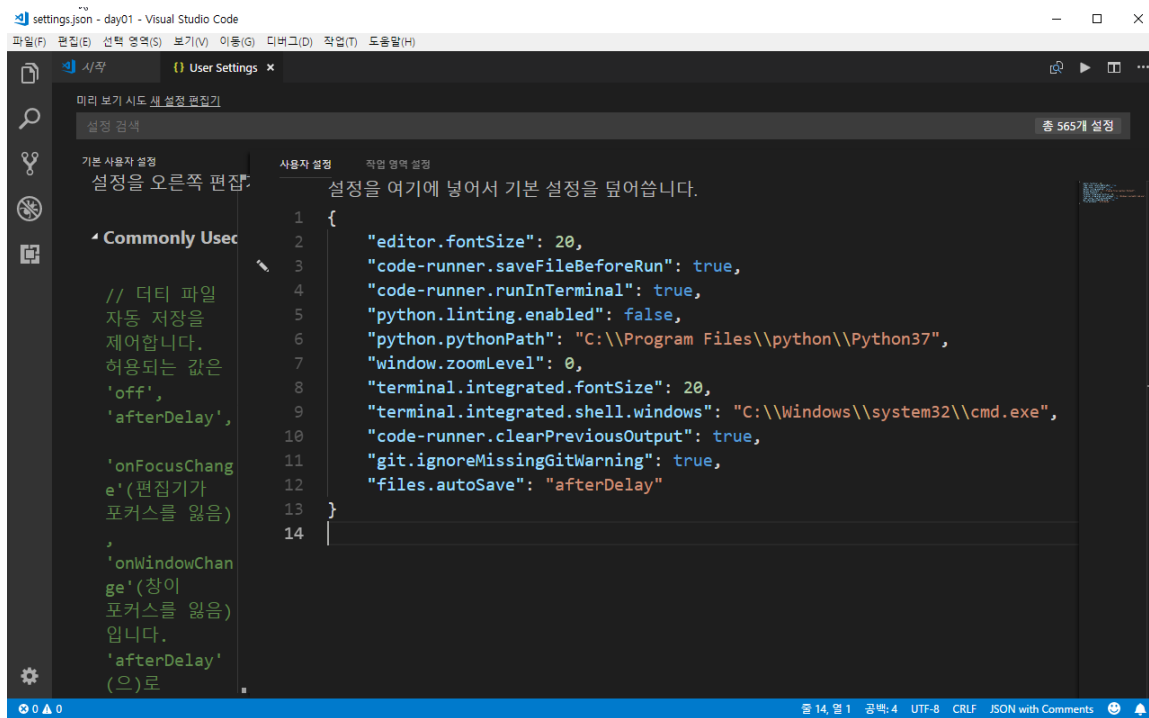 settings.json - day01 - Visual Studio Code
파일(F) 편집(E) 선택 영역(S) 보기(V) 이동(G) 디버그(D) 작업(T) 도움말(H)
시작
{} User Settings ×
미리 보기 시도 새 설정 편집기
설정 검색
총 565개 설정
기본 사용자 설정
설정을 오른쪽 편집
Commonly Used
// 더티 파일
자동 저장을
제어합니다.
허용되는 값은
'off',
'afterDelay',
'onFocusChang
e'(편집기가
포커스를 잃음)
,
'onWindowChan
ge'(창이
포커스를 잃음)
입니다.
'afterDelay'
(으)로
사용자 설정 작업 영역 설정
설정을 여기에 넣어서 기본 설정을 덮어씁니다.
1 {
2 "editor.fontSize": 20,
3 "code-runner.saveFileBeforeRun": true,
4 "code-runner.runInTerminal": true,
5 "python.linting.enabled": false,
6 "python.pythonPath": "C:\\Program Files\\python\\Python37",
7 "window.zoomLevel": 0,
8 "terminal.integrated.fontSize": 20,
9 "terminal.integrated.shell.windows": "C:\\Windows\\system32\\cmd.exe",
10 "code-runner.clearPreviousOutput": true,
11 "git.ignoreMissingGitWarning": true,
12 "files.autoSave": "afterDelay"
13 }
14
0 0
줄 14, 열 1 공백: 4 UTF-8 CRLF JSON with Comments